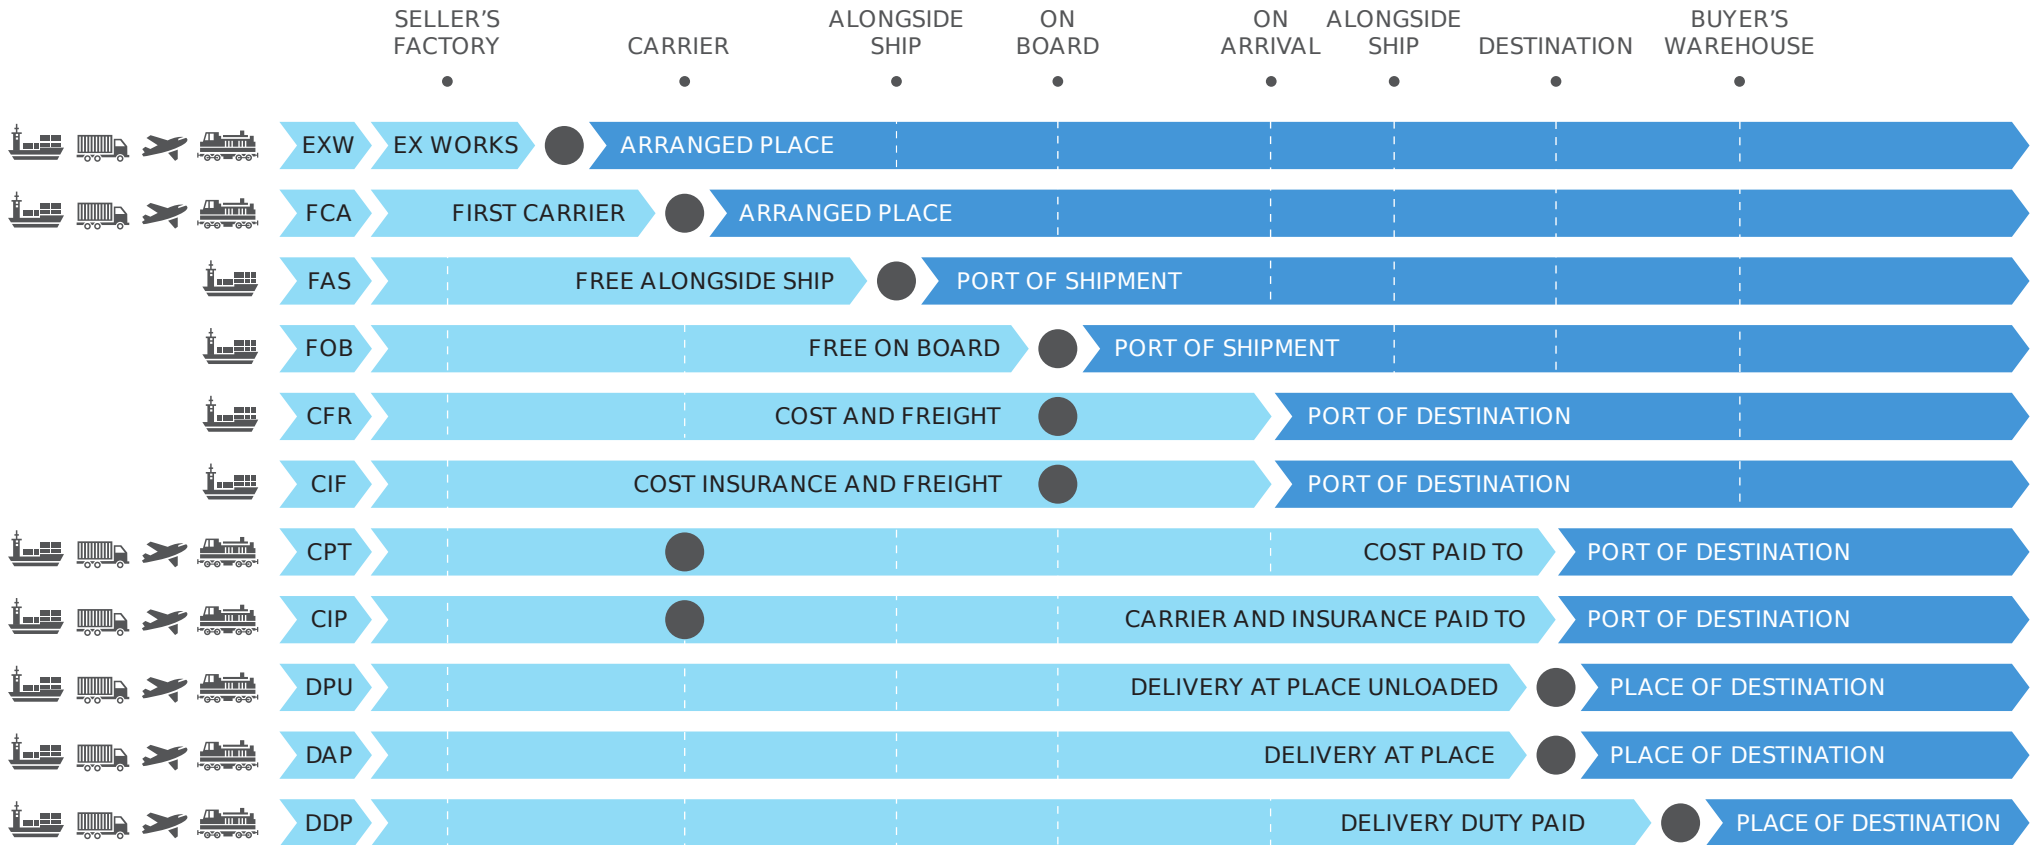 SELLER'S
FACTORY
CARRIER
ALONGSIDE
SHIP
ON
BOARD
ON
ARRIVAL
ALONGSIDE
SHIP
DESTINATION
BUYER'S
WAREHOUSE
EXW EX WORKS ARRANGED PLACE
FCA FIRST CARRIER ARRANGED PLACE
FAS FREE ALONGSIDE SHIP PORT OF SHIPMENT
FOB FREE ON BOARD PORT OF SHIPMENT
CFR COST AND FREIGHT PORT OF DESTINATION
CIF COST INSURANCE AND FREIGHT PORT OF DESTINATION
CPT COST PAID TO PORT OF DESTINATION
CIP CARRIER AND INSURANCE PAID TO PORT OF DESTINATION
DPU DELIVERY AT PLACE UNLOADED PLACE OF DESTINATION
DAP DELIVERY AT PLACE PLACE OF DESTINATION
DDP DELIVERY DUTY PAID PLACE OF DESTINATION